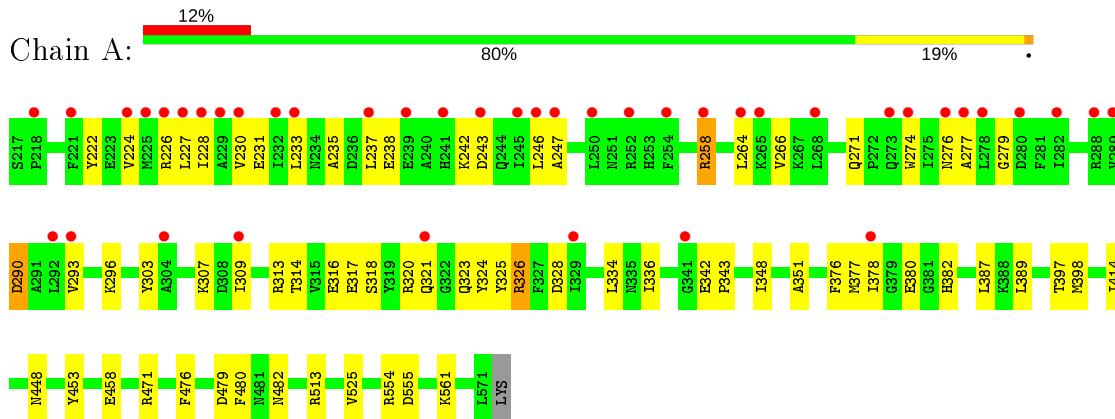 12%
Chain A:
80% 19% •
S217 P218 F221 Y222 E223 V224 M225 R226 L227 I228 A229 V230 E231 I232 L233 N234 A235 D236 L237 E238 E239 A240 H241 K242 D243 Q244 I245 L246 A247 L250 N251 R252 H253 F254 R258 L264 K265 V266 K267 L268 Q271 P272 Q273 W274 I275 N276 A277 L278 G279 D280 F281 I282 R288
D290 A291 L292 V293 K296 Y303 A304 K307 D308 I309 R313 T314 V315 E316 E317 S318 Y319 R320 Q321 G322 Q323 Y324 Y325 R326 F327 D328 I329 L334 N335 I336 G341 E342 P343 I348 A351 F376 M377 I378 G379 E380 G381 H382 L387 K388 L389 T397 M398
N448 Y453 E458 R471 F476 D479 F480 N481 N482 R513 V525 R554 D555 K561 L571 LYS